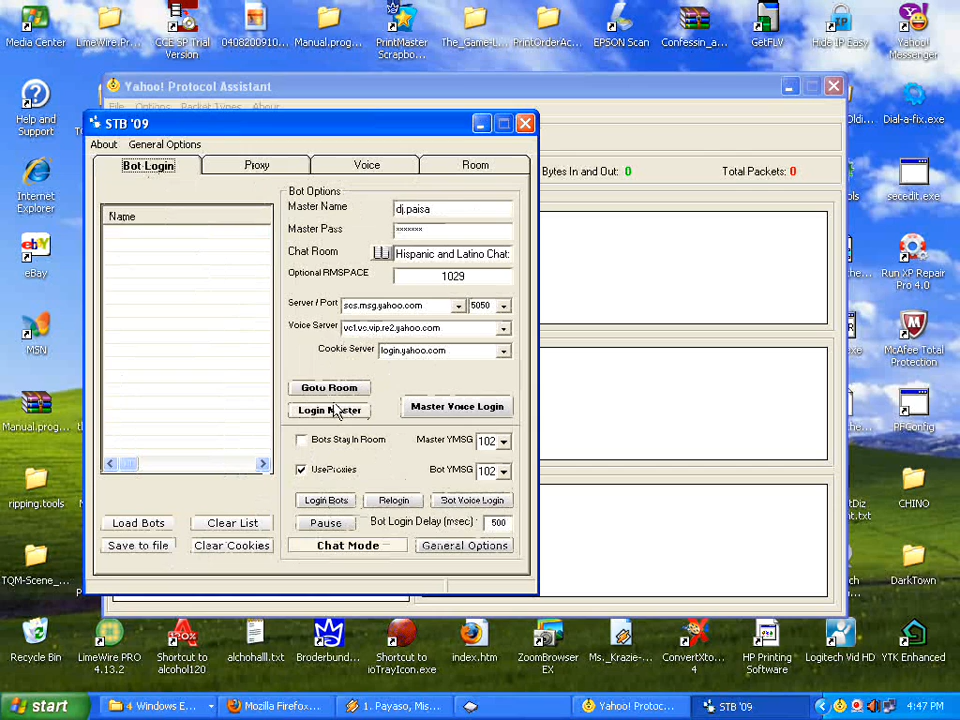 Media Center
LimeWire.Pr...
CCE SP Trial
Version
0408200910...
Manual.prog...
PrintMaster
Scrapbo...
The_Game-L...
PrintOrderAc...
EPSON Scan
Confessin_a...
GetFLV
Hide IP Easy
Yahoo!
Messenger
Yahoo! Protocol Assistant
File Options Packet Types About
Bytes In and Out: 0
Total Packets: 0
STB '09
About General Options
Bot Login
Proxy
Voice
Room
Name
Bot Options
Master Name
dj.paisa
Master Pass
*******
Chat Room
Hispanic and Latino Chat:
Optional RMSPACE
1029
Server / Port
scs.msg.yahoo.com
5050
Voice Server
vc1.vc.vip.re2.yahoo.com
Cookie Server
login.yahoo.com
Goto Room
Login Master
Master Voice Login
Bots Stay In Room
Master YMSG
102
UseProxies
Bot YMSG
102
Login Bots
Relogin
Bot Voice Login
Pause
Bot Login Delay (msec) :
500
Chat Mode
General Options
Load Bots
Clear List
Save to file
Clear Cookies
Help and
Support
Internet
Explorer
eBay
MSN
Manual.prog...
ripping.tools
TQM-Scene_...
Dial-a-fix.exe
secedit.exe
Run XP Repair
Pro 4.0
McAfee Total
Protection
PFConfig
CHINO
DarkTown
Recycle Bin
LimeWire PRO
4.13.2
Shortcut to
alcohol120
alchohalll.txt
Broderbund...
Shortcut to
ioTrayIcon.exe
index.htm
ZoomBrowser
EX
Ms._Krazie-...
ConvertXto...
4
HP Printing
Software
Logitech Vid HD
YTK Enhanced
start
4 Windows E...
Mozilla Firefox...
1. Payaso, Mis...
Yahoo! Protoc...
STB '09
4:47 PM